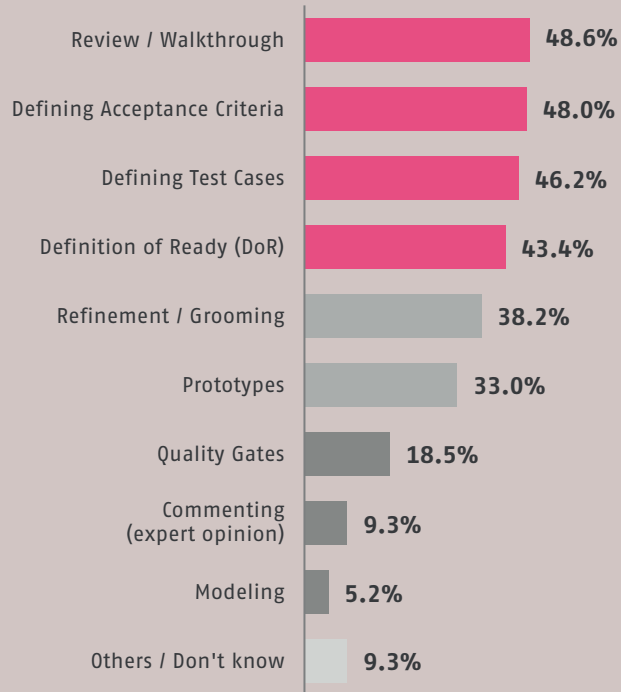 Review / Walkthrough 48.6%
Defining Acceptance Criteria 48.0%
Defining Test Cases 46.2%
Definition of Ready (DoR) 43.4%
Refinement / Grooming 38.2%
Prototypes 33.0%
Quality Gates 18.5%
Commenting
(expert opinion) 9.3%
Modeling 5.2%
Others / Don't know 9.3%